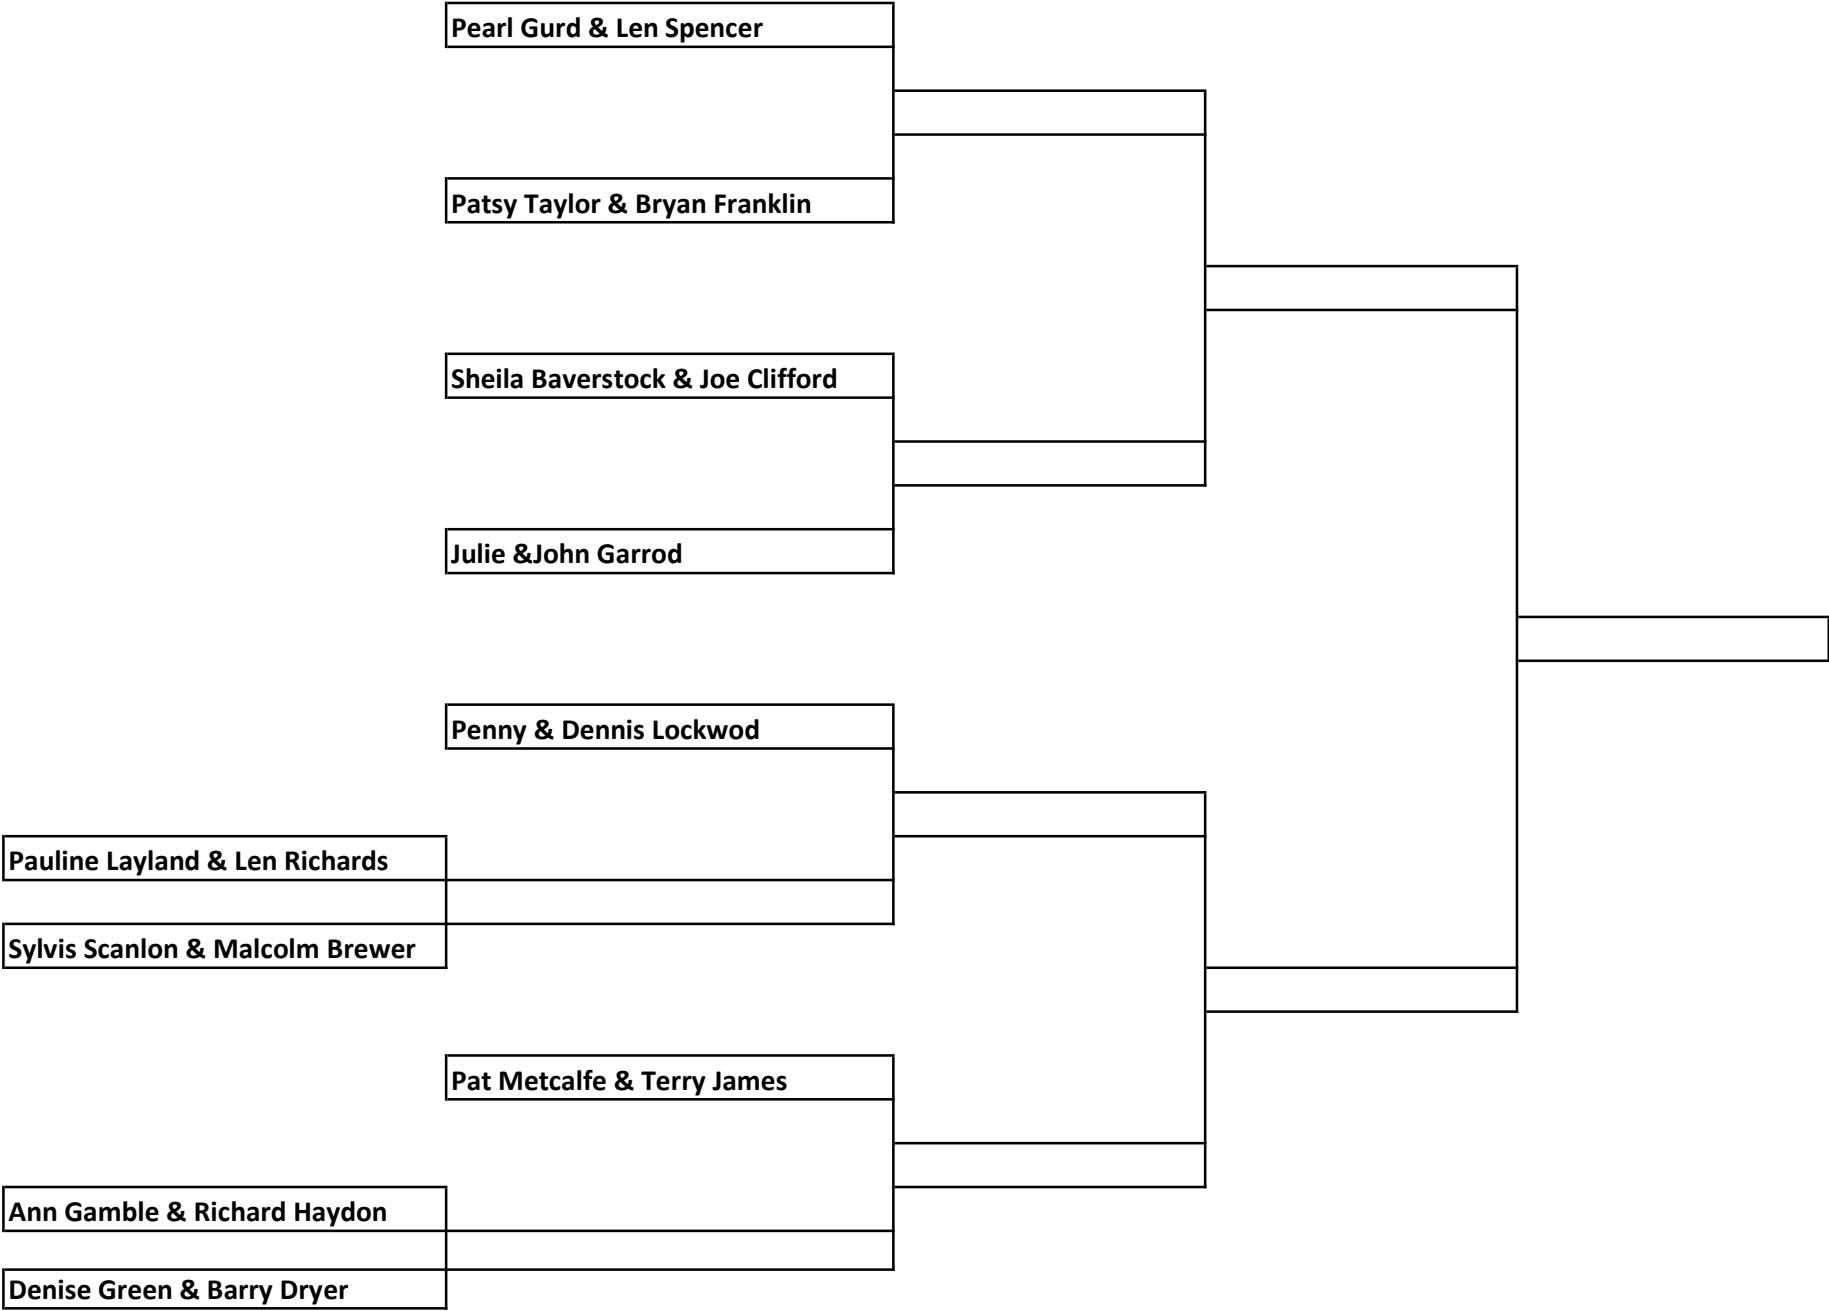 Pearl Gurd & Len Spencer
Patsy Taylor & Bryan Franklin
Sheila Baverstock & Joe Clifford
Julie &John Garrod
Penny & Dennis Lockwod
Pauline Layland & Len Richards
Sylvis Scanlon & Malcolm Brewer
Pat Metcalfe & Terry James
Ann Gamble & Richard Haydon
Denise Green & Barry Dryer